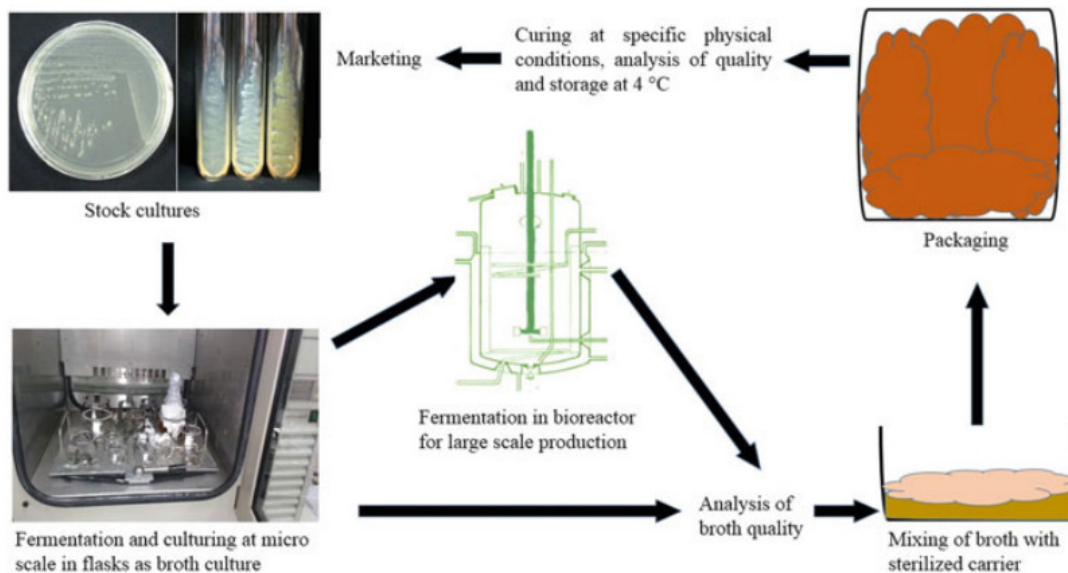 Marketing
Curing at specific physical
conditions, analysis of quality
and storage at 4 °C
Stock cultures
Packaging
Fermentation in bioreactor
for large scale production
Analysis of
broth quality
Fermentation and culturing at micro
scale in flasks as broth culture
Mixing of broth with
sterilized carrier